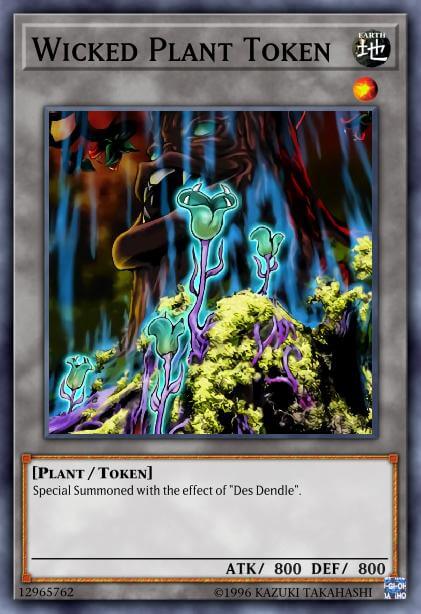 Wicked Plant Token
EARTH
地
[Plant / Token]
Special Summoned with the effect of "Des Dendle".
ATK/ 800 DEF/ 800
12965762
©1996 KAZUKI TAKAHASHI